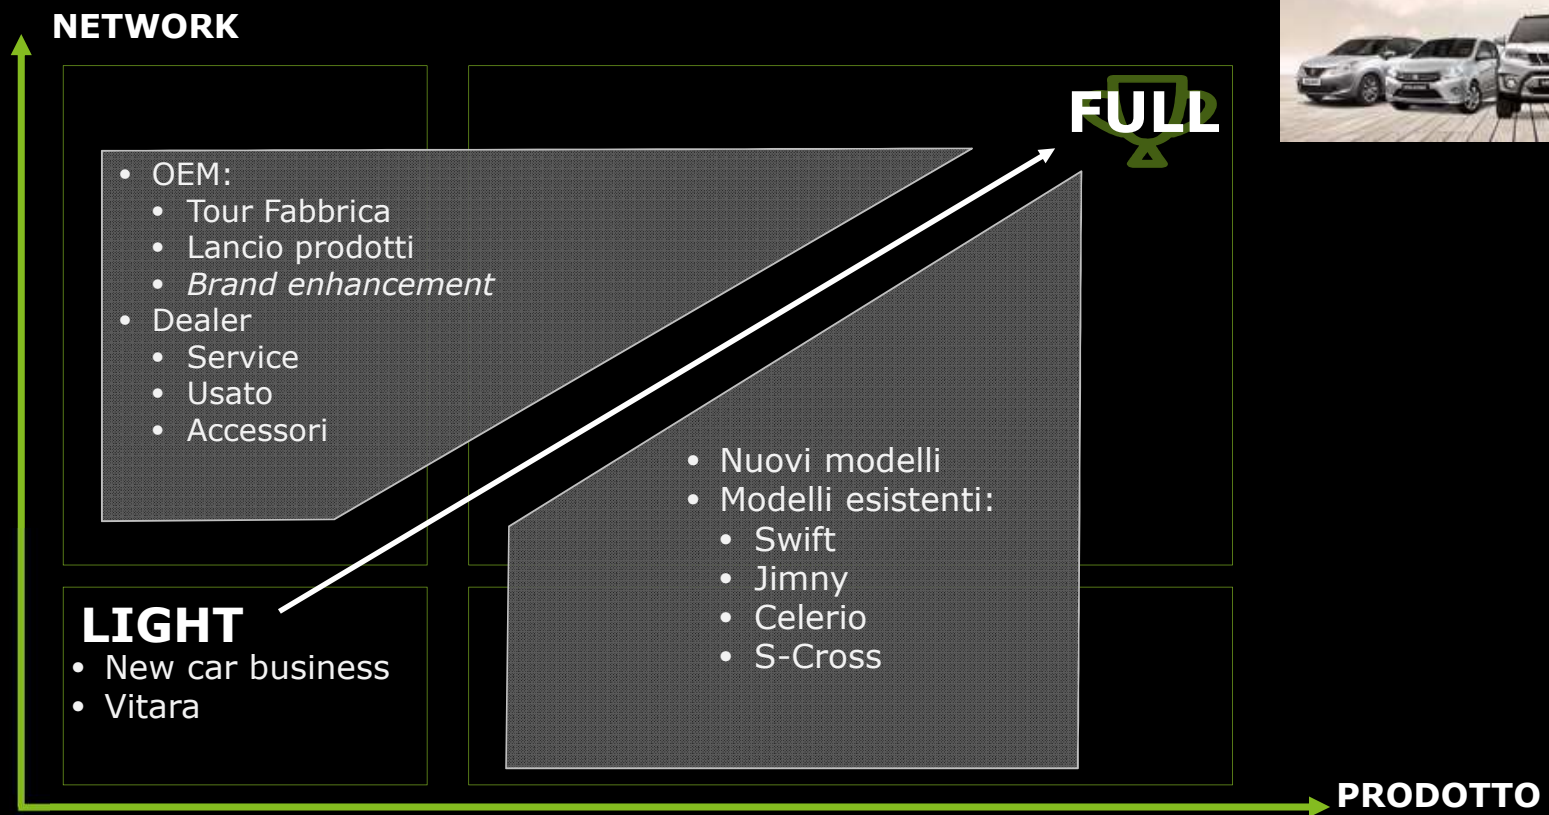 NETWORK
FULL
• OEM:
• Tour Fabbrica
• Lancio prodotti
• Brand enhancement
• Dealer
• Service
• Usato
• Accessori
• Nuovi modelli
• Modelli esistenti:
• Swift
• Jimny
• Celerio
• S-Cross
LIGHT
• New car business
• Vitara
PRODOTTO